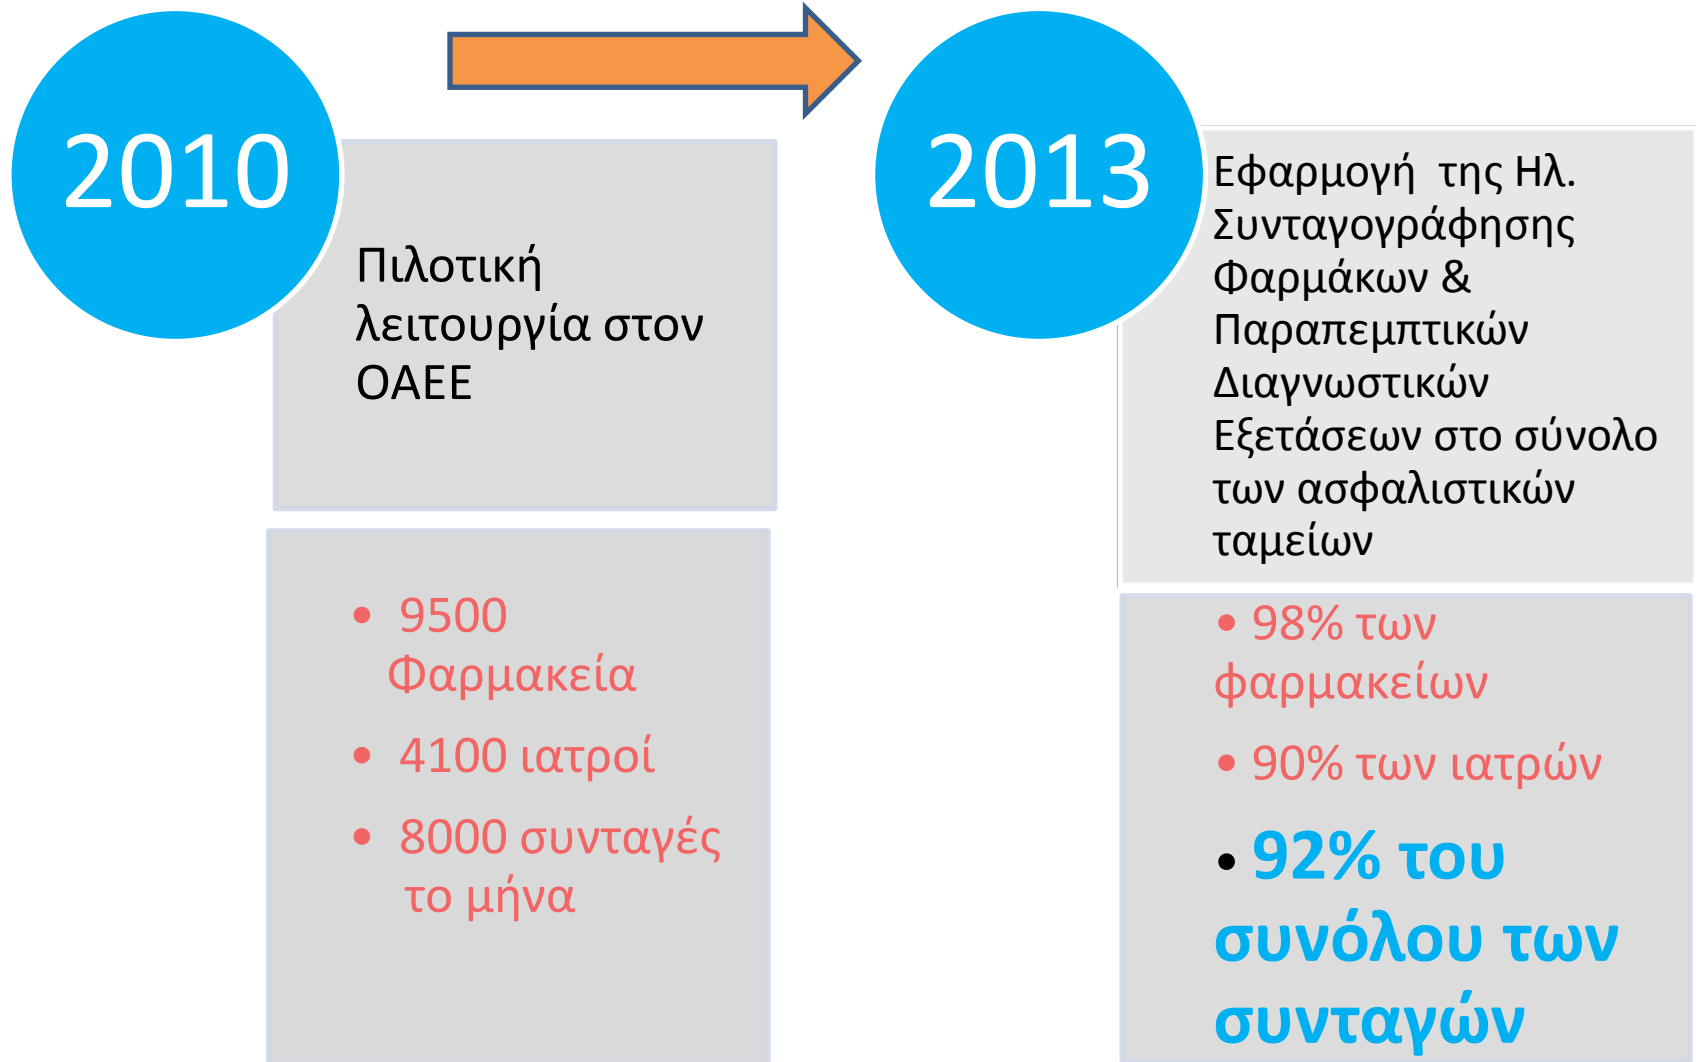 2010
Πιλοτική
λειτουργία στον
ΟΑΕΕ
• 9500
Φαρμακεία
• 4100 ιατροί
• 8000 συνταγές
το μήνα
2013
Εφαρμογή της Ηλ.
Συνταγογράφησης
Φαρμάκων &
Παραπεμπτικών
Διαγνωστικών
Εξετάσεων στο σύνολο
των ασφαλιστικών
ταμείων
• 98% των
φαρμακείων
• 90% των ιατρών
• 92% του
συνόλου των
συνταγών